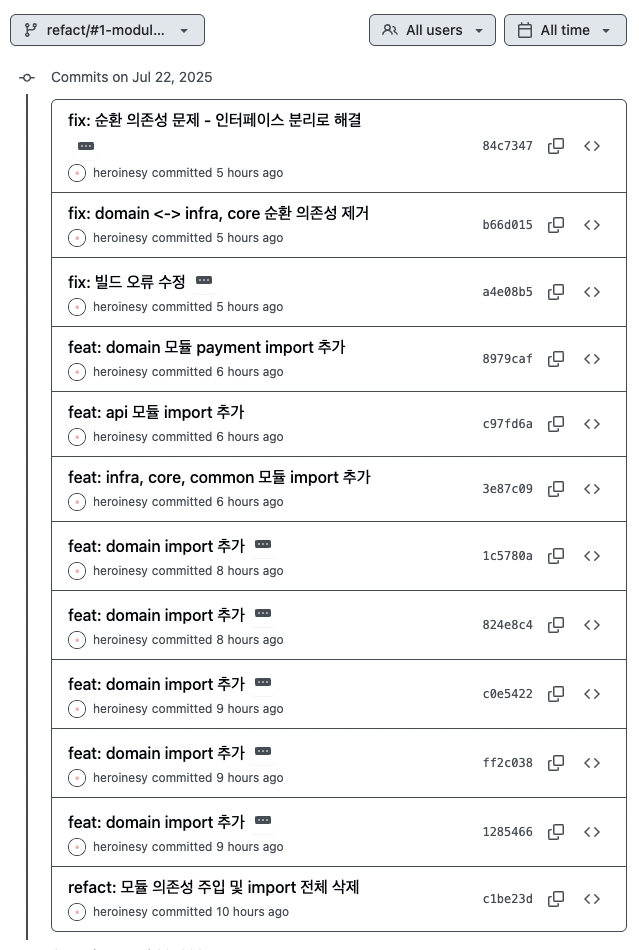 refact/#1-modul...
All users
All time
Commits on Jul 22, 2025
fix: 순환 의존성 문제 - 인터페이스 분리로 해결
84c7347
heroinesy committed 5 hours ago
fix: domain <-> infra, core 순환 의존성 제거
b66d015
heroinesy committed 5 hours ago
fix: 빌드 오류 수정
a4e08b5
heroinesy committed 5 hours ago
feat: domain 모듈 payment import 추가
8979caf
heroinesy committed 6 hours ago
feat: api 모듈 import 추가
c97fd6a
heroinesy committed 6 hours ago
feat: infra, core, common 모듈 import 추가
3e87c09
heroinesy committed 6 hours ago
feat: domain import 추가
1c5780a
heroinesy committed 8 hours ago
feat: domain import 추가
824e8c4
heroinesy committed 8 hours ago
feat: domain import 추가
c0e5422
heroinesy committed 9 hours ago
feat: domain import 추가
ff2c038
heroinesy committed 9 hours ago
feat: domain import 추가
1285466
heroinesy committed 9 hours ago
refact: 모듈 의존성 주입 및 import 전체 삭제
c1be23d
heroinesy committed 10 hours ago